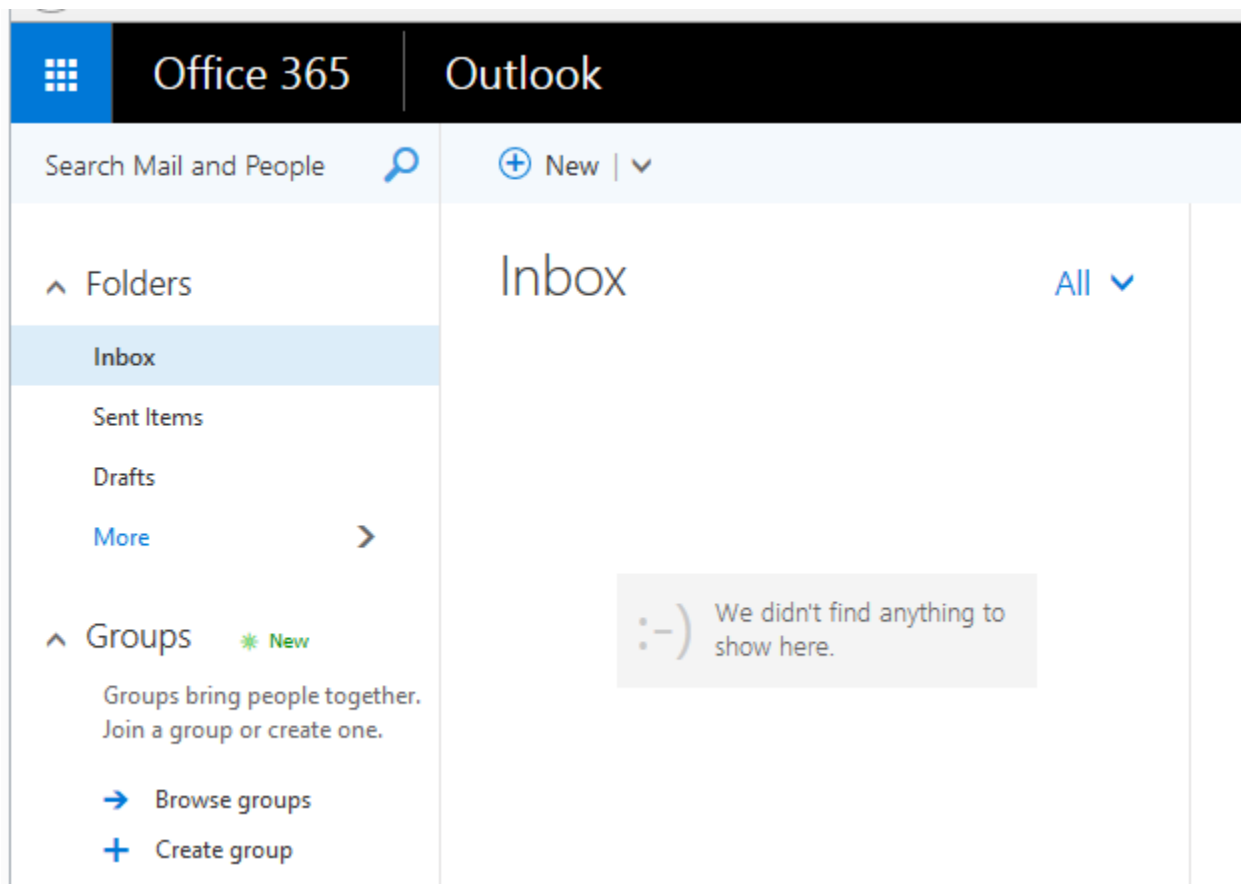 Office 365
Outlook
Search Mail and People
New
Folders
Inbox
Sent Items
Drafts
More
Groups
New
Groups bring people together.
Join a group or create one.
Browse groups
Create group
Inbox
All
:-)
We didn't find anything to
show here.